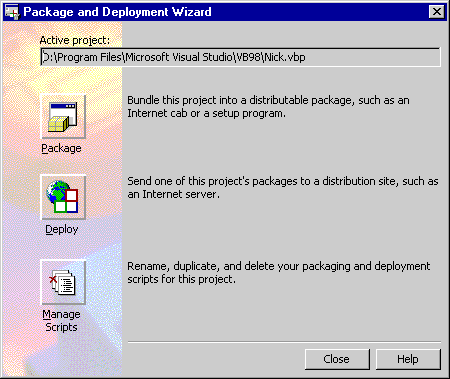 Package and Deployment Wizard
Active project:
D:\Program Files\Microsoft Visual Studio\VB98\Nick.vbp
Bundle this project into a distributable package, such as an
Internet cab or a setup program.
Package
Send one of this project's packages to a distribution site, such as
an Internet server.
Deploy
Rename, duplicate, and delete your packaging and deployment
scripts for this project.
Manage
Scripts
Close
Help